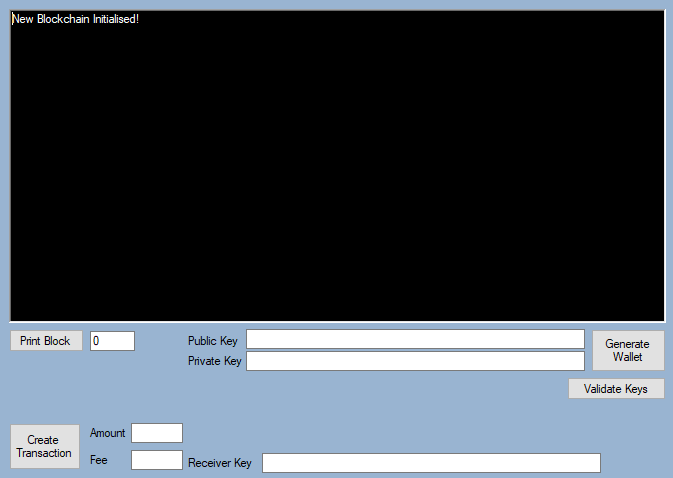 New Blockchain Initialised!
Print Block
0
Public Key
Private Key
Generate
Wallet
Validate Keys
Create
Transaction
Amount
Fee
Receiver Key